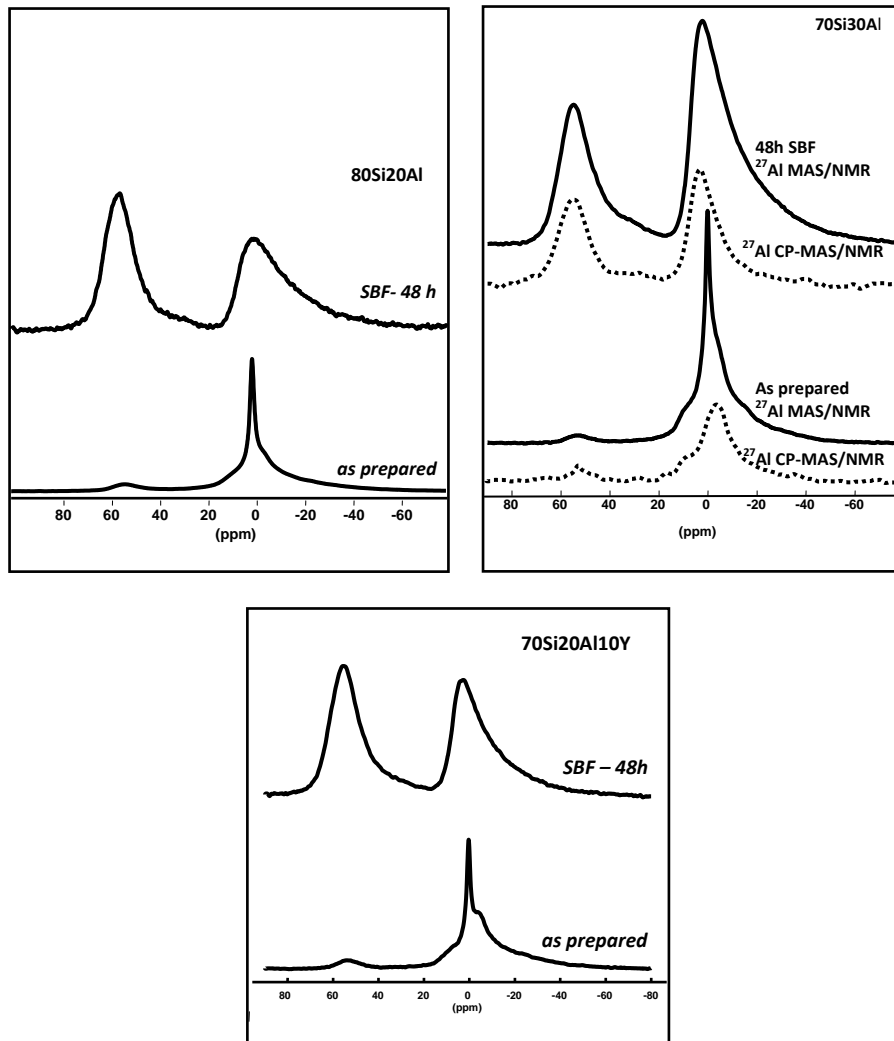 80Si20Al
SBF- 48 h
as prepared
80 60 40 20 0 -20 -40 -60
(ppm)
70Si30Al
48h SBF
²⁷Al MAS/NMR
²⁷Al CP-MAS/NMR
As prepared
²⁷Al MAS/NMR
²⁷Al CP-MAS/NMR
80 60 40 20 0 -20 -40 -60
(ppm)
70Si20Al10Y
SBF – 48h
as prepared
80 60 40 20 0 -20 -40 -60 -80
(ppm)